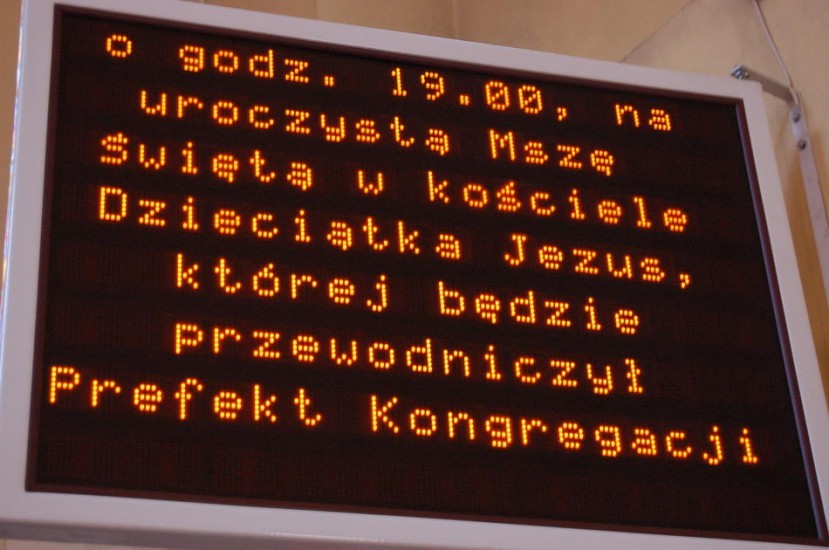 o godz. 19.00, na
uroczystą Mszę
Świętą w kościele
Dzieciątka Jezus,
której będzie
przewodniczył
Prefekt Kongregacji